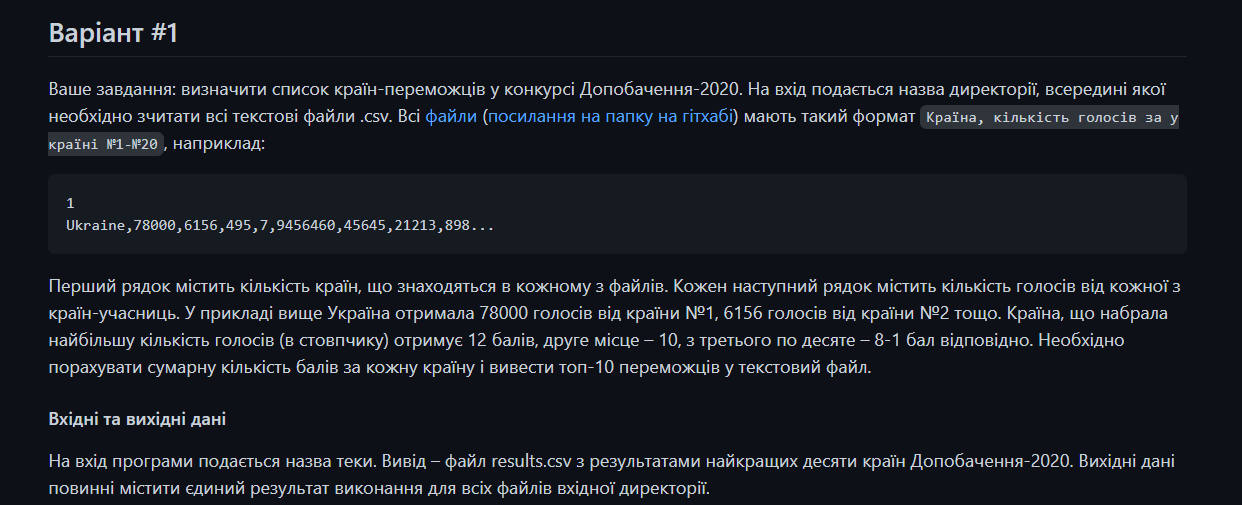 Варіант #1
Ваше завдання: визначити список країн-переможців у конкурсі Допобачення-2020. На вхід подається назва директорії, всередині якої
необхідно зчитати всі текстові файли .csv. Всі файли (посилання на папку на гітхабі) мають такий формат Країна, кількість голосів за у
країні №1-№20, наприклад:
1
Ukraine,78000,6156,495,7,9456460,45645,21213,898...
Перший рядок містить кількість країн, що знаходяться в кожному з файлів. Кожен наступний рядок містить кількість голосів від кожної з
країн-учасниць. У прикладі вище Україна отримала 78000 голосів від країни №1, 6156 голосів від країни №2 тощо. Країна, що набрала
найбільшу кількість голосів (в стовпчику) отримує 12 балів, друге місце – 10, з третього по десяте – 8-1 бал відповідно. Необхідно
порахувати сумарну кількість балів за кожну країну і вивести топ-10 переможців у текстовий файл.
Вхідні та вихідні дані
На вхід програми подається назва теки. Вивід – файл results.csv з результатами найкращих десяти країн Допобачення-2020. Вихідні дані
повинні містити єдиний результат виконання для всіх файлів вхідної директорії.